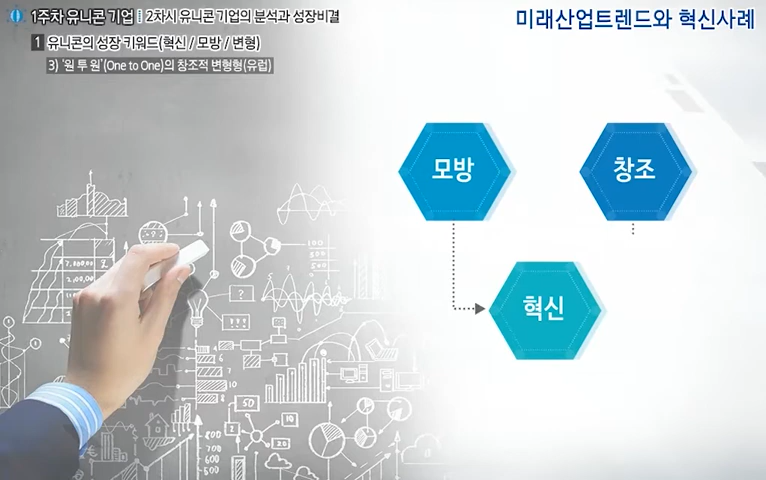 1주차 유니콘 기업 2차시 유니콘 기업의 분석과 성장비결
미래산업트렌드와 혁신사례
1 유니콘의 성장 키워드(혁신 / 모방 / 변형)
3) '원 투 원'(One to One)의 창조적 변형형(유럽)
모방
창조
혁신